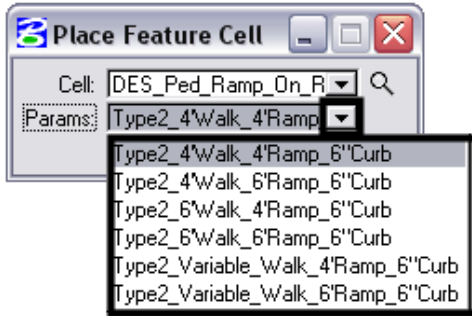 Place Feature Cell
Cell: DES_Ped_Ramp_On_R
Params: Type2_4'Walk_4'Ramp
Type2_4'Walk_4'Ramp_6"Curb
Type2_4'Walk_6'Ramp_6"Curb
Type2_6'Walk_4'Ramp_6"Curb
Type2_6'Walk_6'Ramp_6"Curb
Type2_Variable_Walk_4'Ramp_6"Curb
Type2_Variable_Walk_6'Ramp_6"Curb